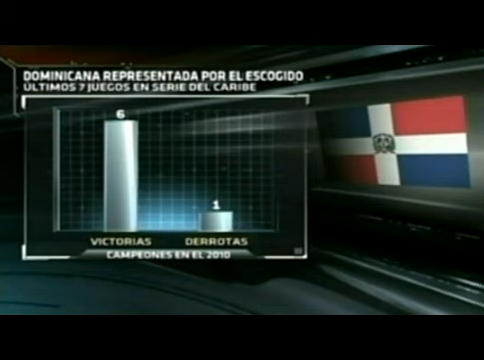 DOMINICANA REPRESENTADA POR EL ESCOGIDO
ÚLTIMOS 7 JUEGOS EN SERIE DEL CARIBE
6
1
VICTORIAS DERROTAS
CAMPEONES EN EL 2010